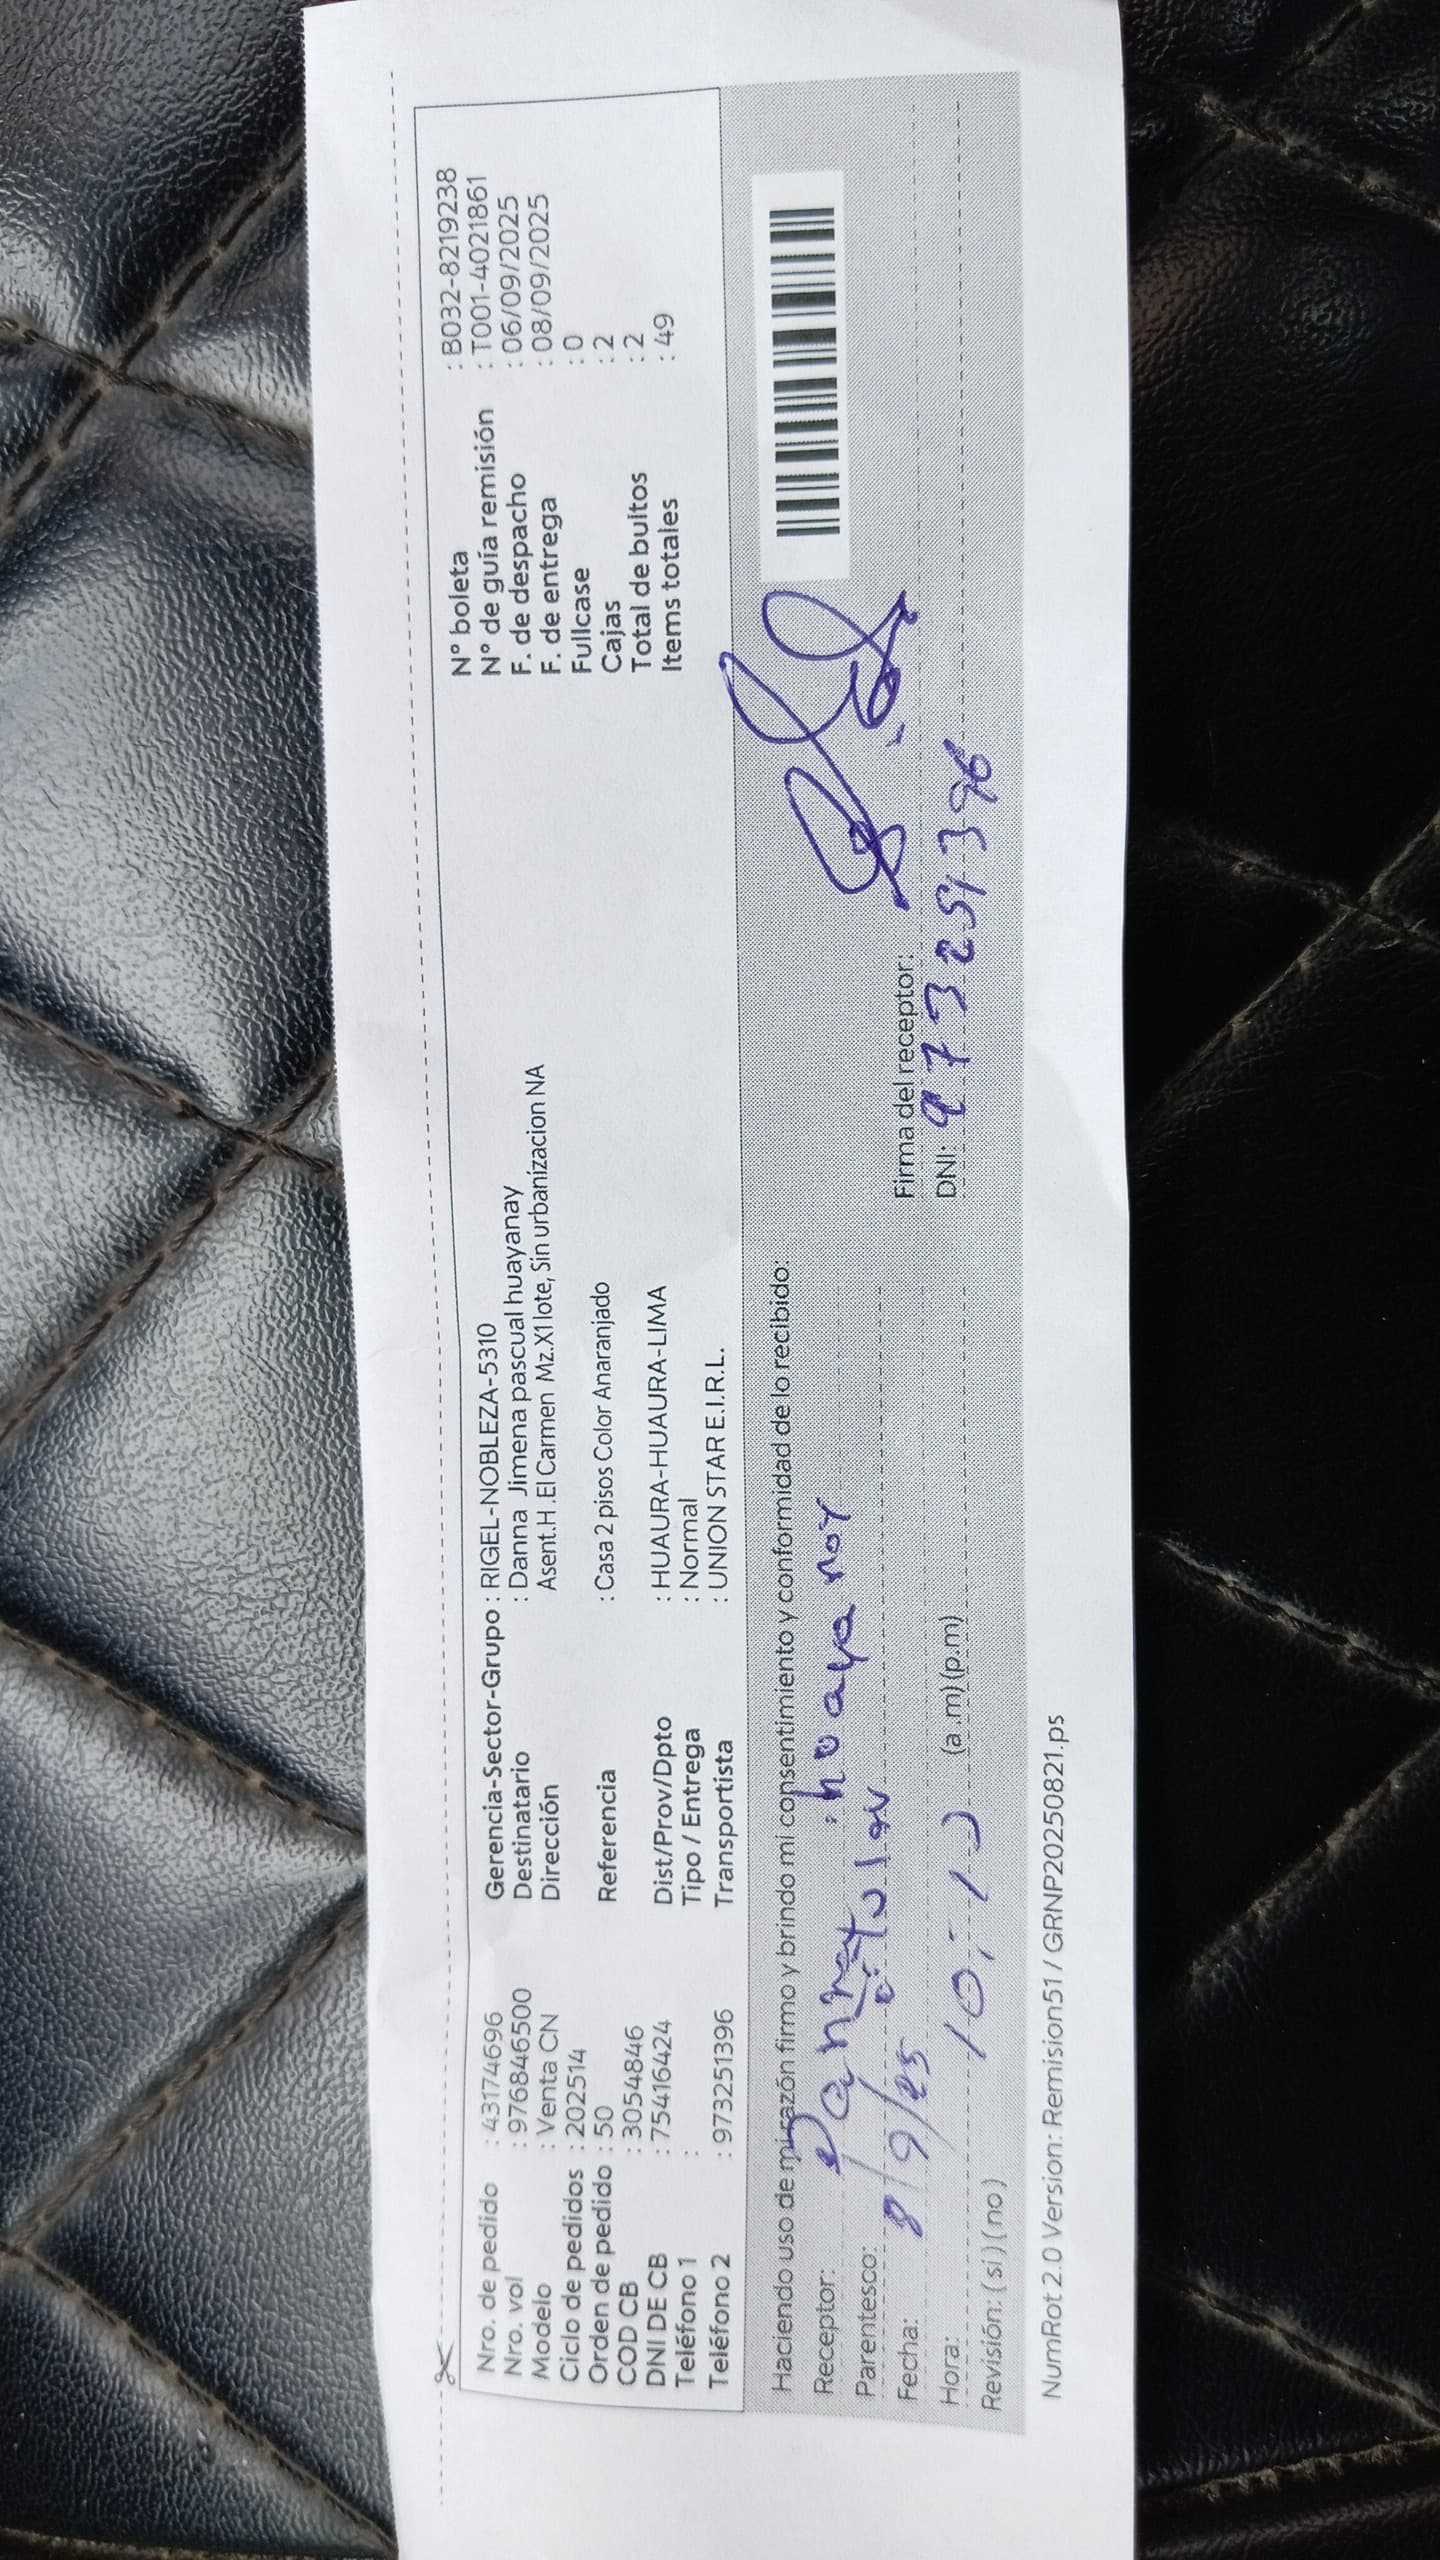 Nro. de pedido : 43174696 Gerencia-Sector-Grupo : RIGEL-NOBLEZA-5310 N° boleta : B032-8219238
Nro. vol : 976846500 Destinatario : Danna Jimena pascual huayanay N° de guía remisión : T001-4021861
Modelo : Venta CN Dirección Asent.H .El Carmen Mz.X1 lote, Sin urbanizacion NA F. de despacho : 06/09/2025
Ciclo de pedidos : 202514 F. de entrega : 08/09/2025
Orden de pedido : 50 Referencia : Casa 2 pisos Color Anaranjado Fullcase : 0
COD CB : 3054846 Cajas : 2
DNI DE CB : 75416424 Dist/Prov/Dpto : HUAURA-HUAURA-LIMA Total de bultos : 2
Teléfono 1 : Tipo / Entrega : Normal Items totales : 49
Teléfono 2 : 973251396 Transportista : UNION STAR E.I.R.L.
Haciendo uso de mi razón firmo y brindo mi consentimiento y conformidad de lo recibido:
Receptor:
Parentesco: titular
Fecha: 8/9/25 Firma del receptor:
Hora: (a.m) (p.m) DNI: 973251396
Revisión: ( si ) ( no )
NumRot 2.0 Version: Remision51 / GRNP20250821.ps